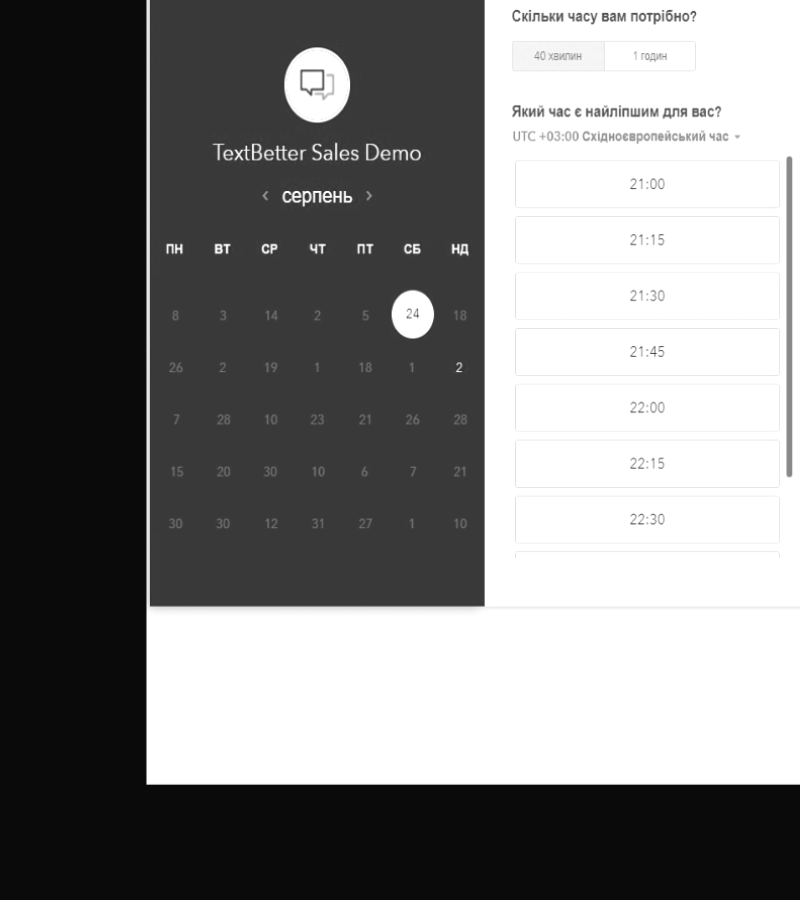 TextBetter Sales Demo
серпень
ПН ВТ СР ЧТ ПТ СБ НД
8 3 14 2 5 24 18
26 2 19 1 18 1 2
7 28 10 23 21 26 28
15 20 30 10 6 7 21
30 30 12 31 27 1 10
Скільки часу вам потрібно?
40 хвилин 1 годин
Який час є найліпшим для вас?
UTC +03:00 Східноєвропейський час
21:00
21:15
21:30
21:45
22:00
22:15
22:30